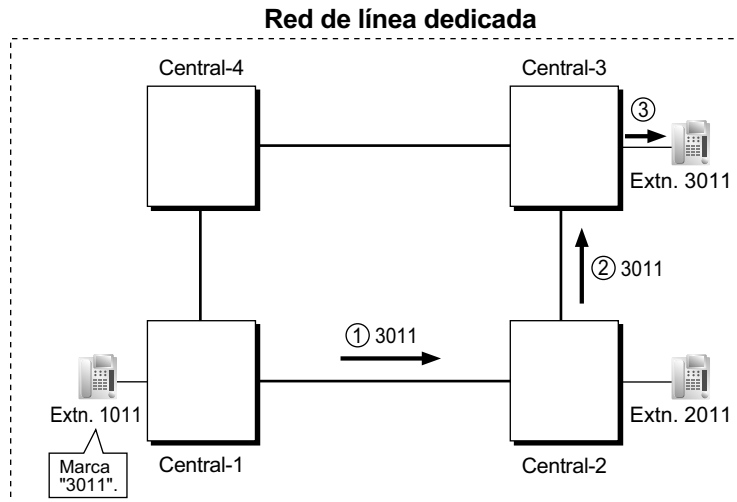 Red de línea dedicada
Central-4
Central-3
③
Extn. 3011
② 3011
① 3011
Extn. 1011
Extn. 2011
Marca
"3011".
Central-1
Central-2